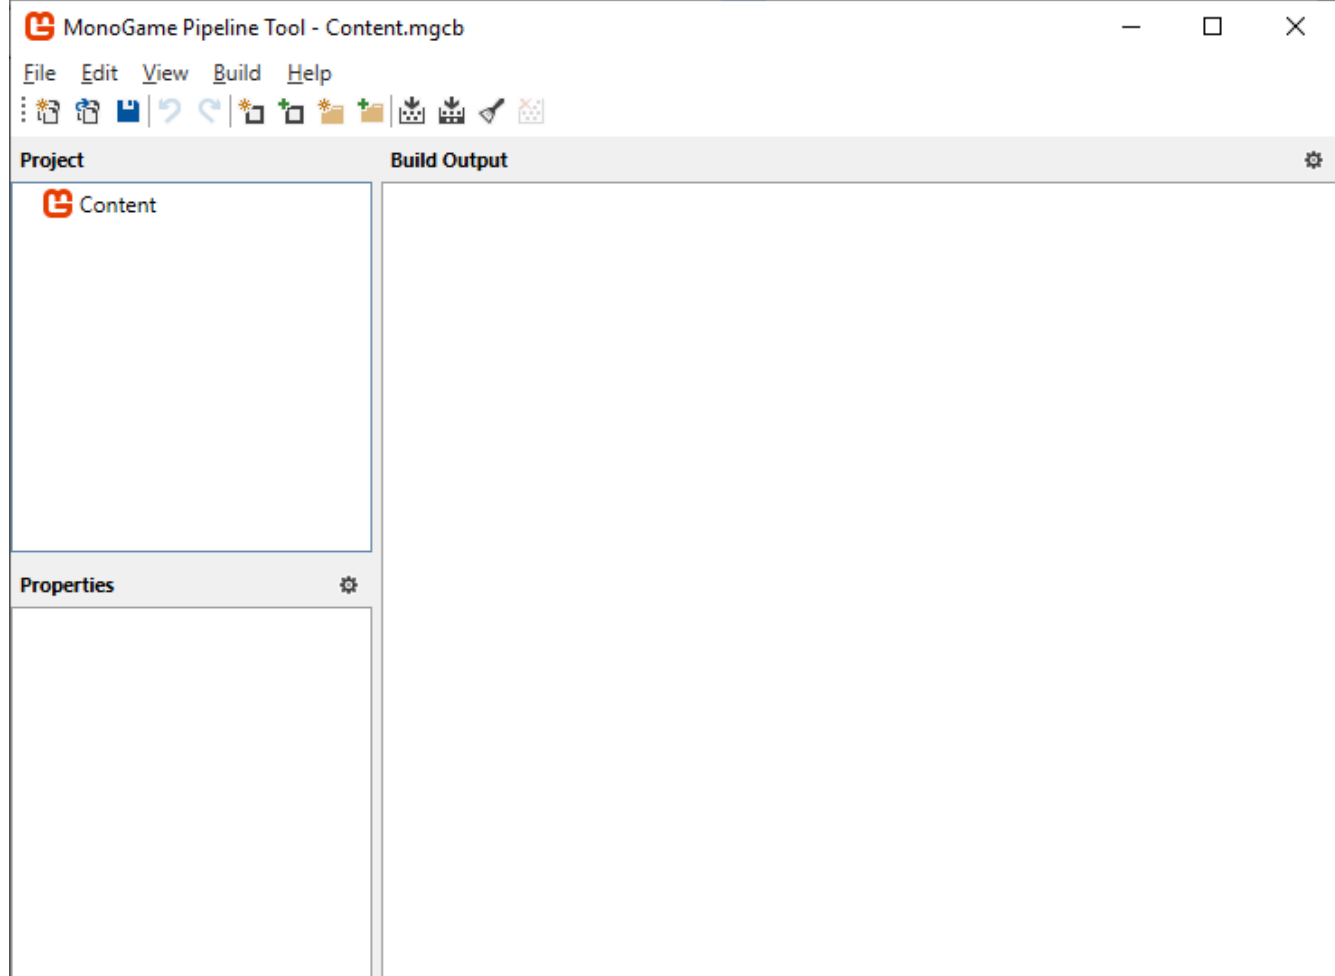 MonoGame Pipeline Tool - Content.mgcb
File Edit View Build Help
Project
Build Output
Content
Properties